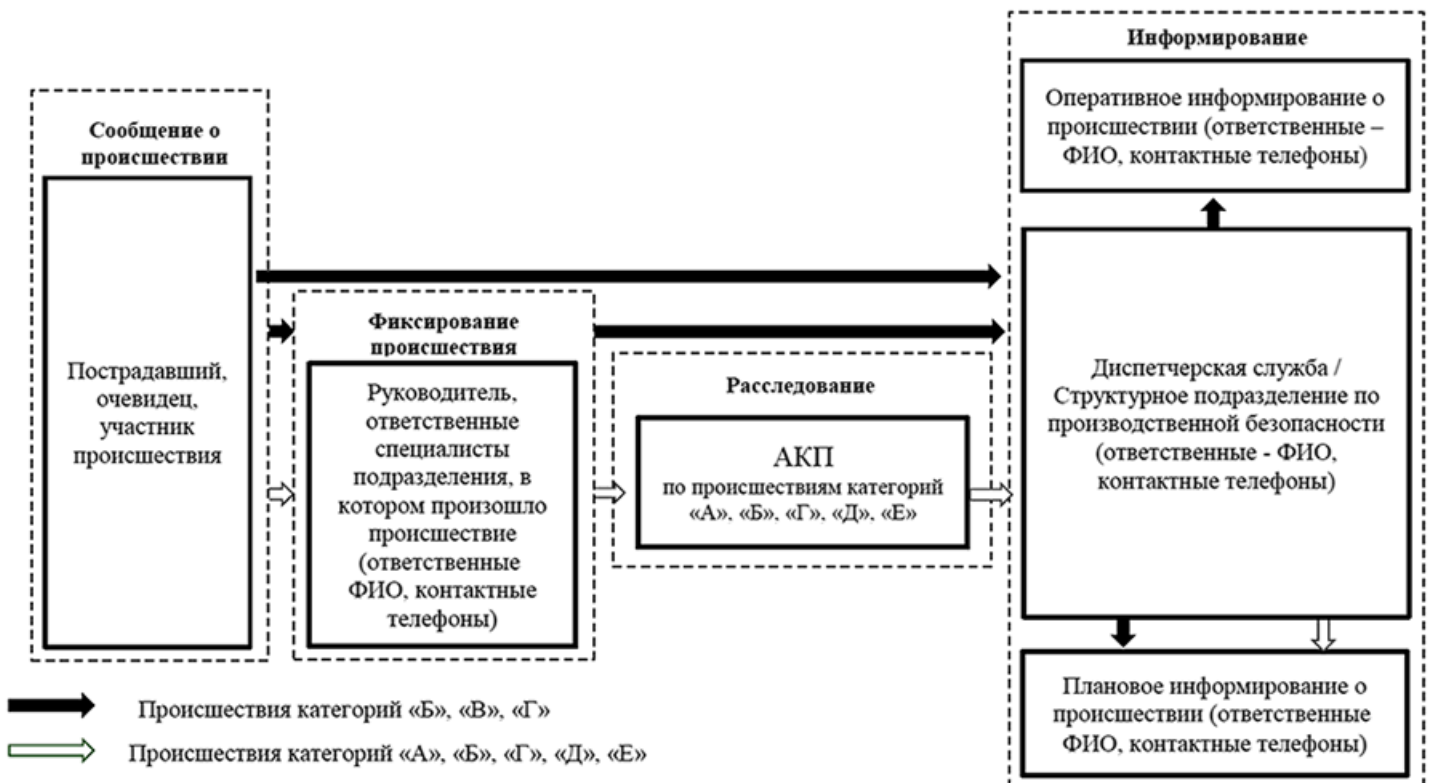 Сообщение о
происшествии
Пострадавший,
очевидец,
участник
происшествия
Фиксирование
происшествия
Руководитель,
ответственные
специалисты
подразделения, в
котором произошло
происшествие
(ответственные
ФИО, контактные
телефоны)
Расследование
АКП
по происшествиям категорий
«А», «Б», «Г», «Д», «Е»
Информирование
Оперативное информирование о
происшествии (ответственные –
ФИО, контактные телефоны)
Диспетчерская служба /
Структурное подразделение по
производственной безопасности
(ответственные - ФИО,
контактные телефоны)
Плановое информирование о
происшествии (ответственные
ФИО, контактные телефоны)
Происшествия категорий «Б», «В», «Г»
Происшествия категорий «А», «Б», «Г», «Д», «Е»